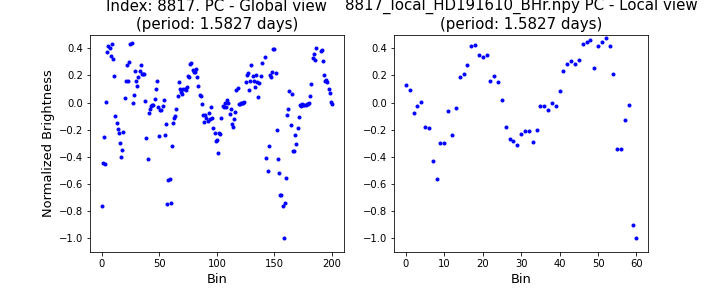 Index: 8817. PC - Global view
(period: 1.5827 days)
8817_local_HD191610_BHr.npy PC - Local view
(period: 1.5827 days)
Normalized Brightness
0.4
0.2
0.0
−0.2
−0.4
−0.6
−0.8
−1.0
0 50 100 150 200
Bin
0.4
0.2
0.0
−0.2
−0.4
−0.6
−0.8
−1.0
0 10 20 30 40 50 60
Bin